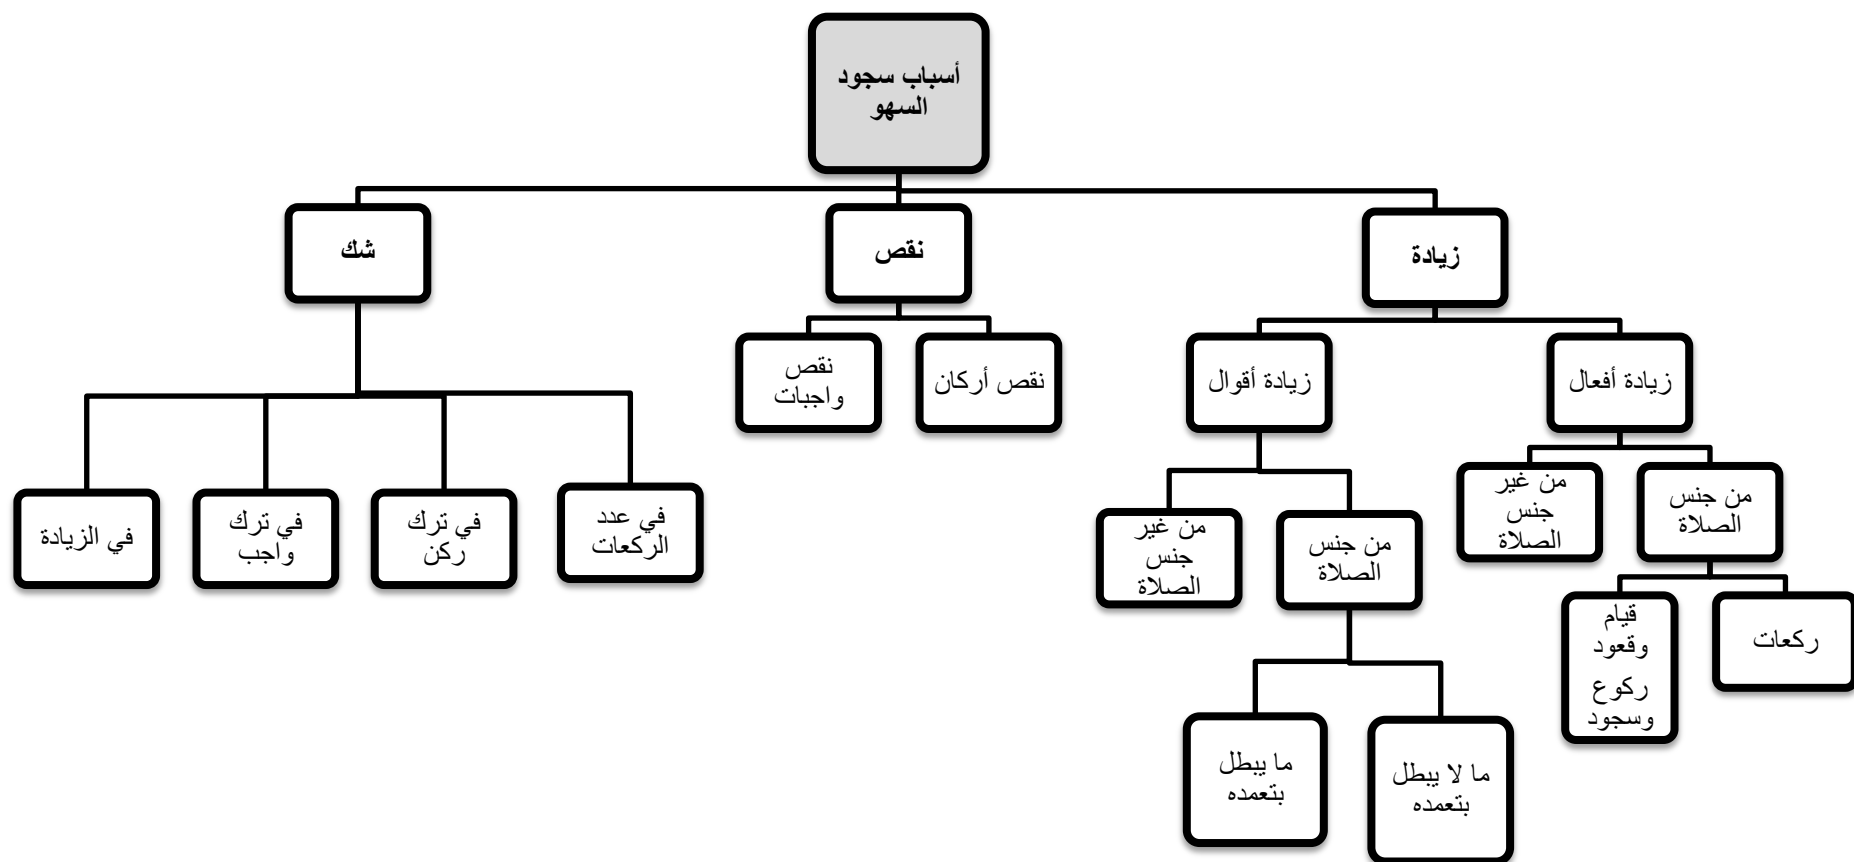 أسباب سجود
السهو
زيادة
نقص
شك
زيادة أفعال
زيادة أقوال
نقص أركان
نقص
واجبات
من جنس
الصلاة
من غير
جنس
الصلاة
من جنس
الصلاة
من غير
جنس
الصلاة
في عدد
الركعات
في ترك
ركن
في ترك
واجب
في الزيادة
ركعات
قيام
وقعود
ركوع
وسجود
ما لا يبطل
بتعمده
ما يبطل
بتعمده